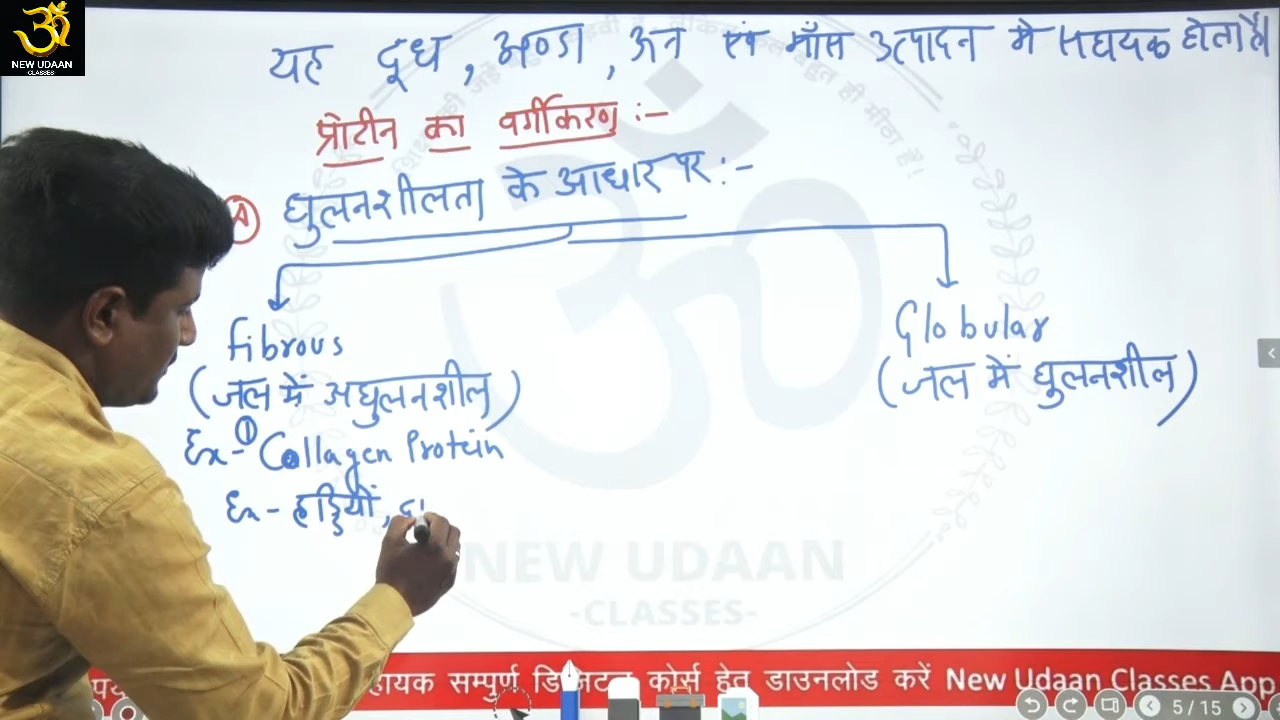 ॐ
NEW UDAAN
CLASSES
यह दूध, अण्डा, ऊन एवं माँस उत्पादन मे सहायक होता है।
प्रोटीन का वर्गीकरण :-
A घुलनशीलता के आधार पर :-
Fibrous
(जल में अघुलनशील)
Ex- ① Collagen Protein
Ex- हड्डियों,
Globular
(जल में घुलनशील)
NEW UDAAN
-CLASSES-
सम्पूर्ण डिजिटल कोर्स हेतु डाउनलोड करें New Udaan Classes App
5 / 15